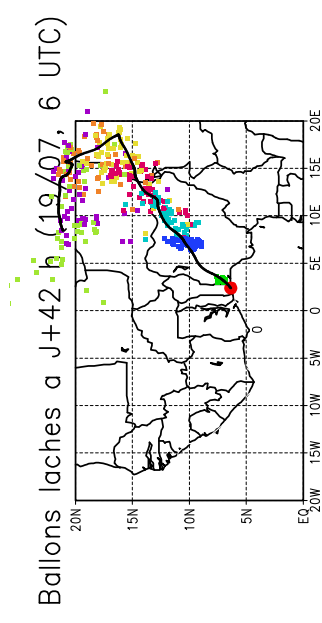 Ballons laches a J+42 h (19/07, 6 UTC)
20N
15N
10N
5N
EQ
20W
15W
10W
5W
0
5E
10E
15E
20E
0